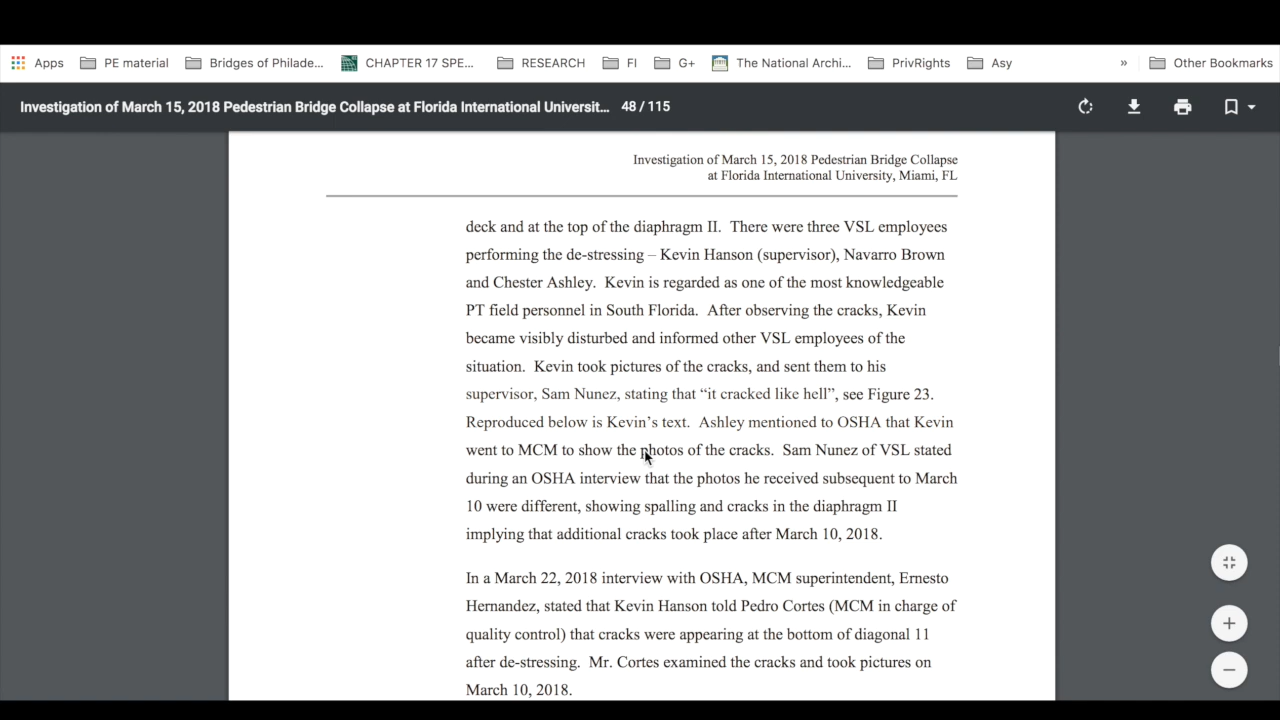 Apps PE material Bridges of Philade... CHAPTER 17 SPE... RESEARCH FI G+ The National Archi... PrivRights Asy » Other Bookmarks
Investigation of March 15, 2018 Pedestrian Bridge Collapse at Florida International Universit... 48 / 115
Investigation of March 15, 2018 Pedestrian Bridge Collapse
at Florida International University, Miami, FL
deck and at the top of the diaphragm II. There were three VSL employees
performing the de-stressing – Kevin Hanson (supervisor), Navarro Brown
and Chester Ashley. Kevin is regarded as one of the most knowledgeable
PT field personnel in South Florida. After observing the cracks, Kevin
became visibly disturbed and informed other VSL employees of the
situation. Kevin took pictures of the cracks, and sent them to his
supervisor, Sam Nunez, stating that “it cracked like hell”, see Figure 23.
Reproduced below is Kevin’s text. Ashley mentioned to OSHA that Kevin
went to MCM to show the photos of the cracks. Sam Nunez of VSL stated
during an OSHA interview that the photos he received subsequent to March
10 were different, showing spalling and cracks in the diaphragm II
implying that additional cracks took place after March 10, 2018.
In a March 22, 2018 interview with OSHA, MCM superintendent, Ernesto
Hernandez, stated that Kevin Hanson told Pedro Cortes (MCM in charge of
quality control) that cracks were appearing at the bottom of diagonal 11
after de-stressing. Mr. Cortes examined the cracks and took pictures on
March 10, 2018.